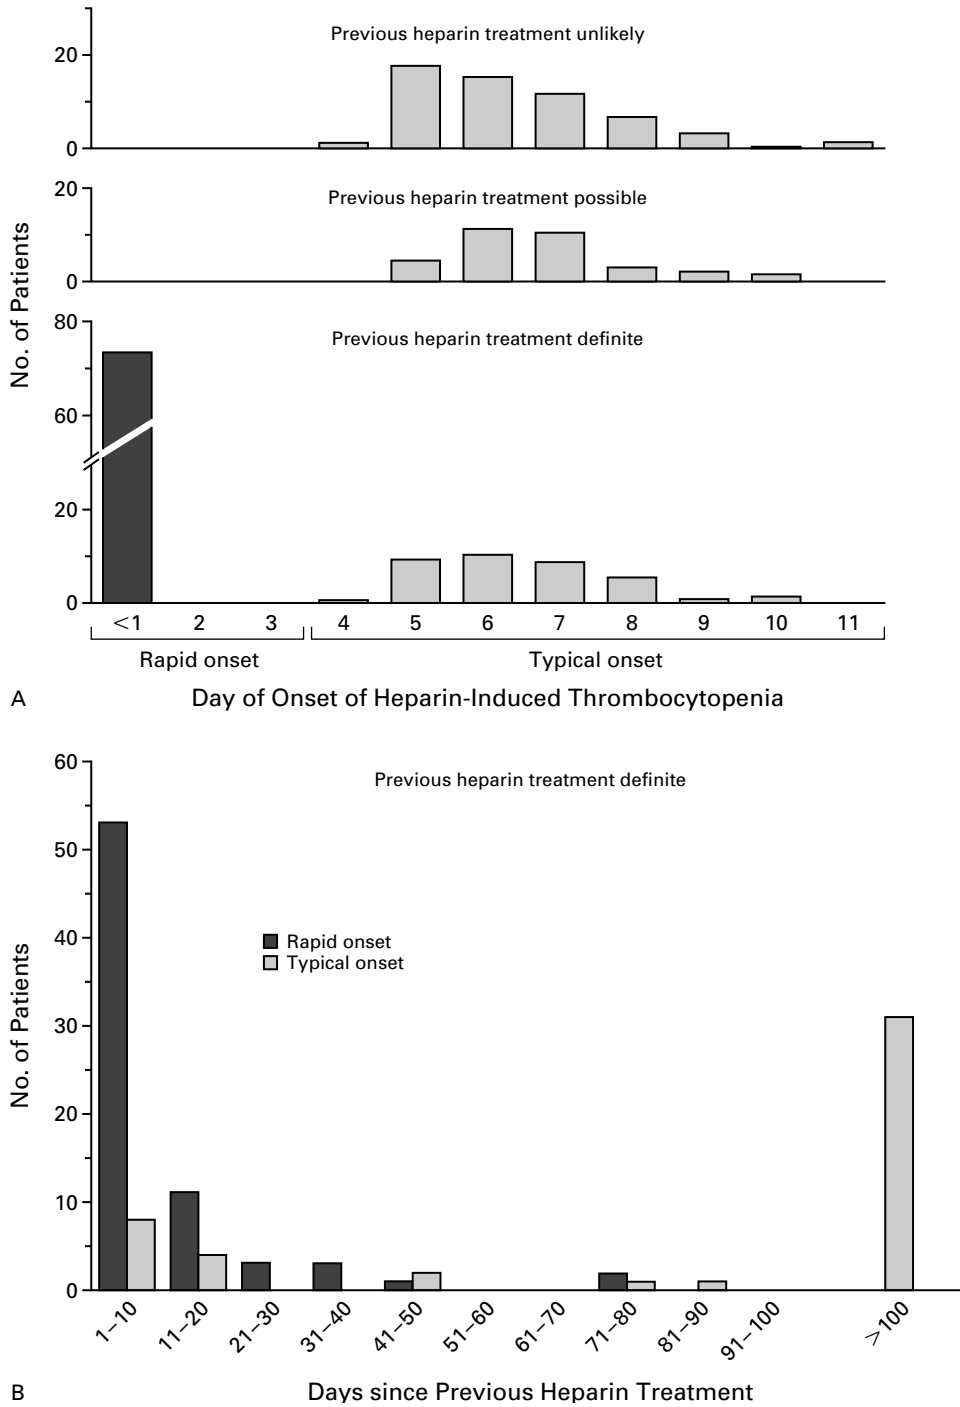 Previous heparin treatment unlikely
20
0
Previous heparin treatment possible
20
0
No. of Patients
Previous heparin treatment definite
80
60
20
0
<1 2 3 4 5 6 7 8 9 10 11
Rapid onset Typical onset
A Day of Onset of Heparin-Induced Thrombocytopenia
60
Previous heparin treatment definite
50
40
Rapid onset
Typical onset
No. of Patients
30
20
10
0
1–10 11–20 21–30 31–40 41–50 51–60 61–70 71–80 81–90 91–100 >100
B Days since Previous Heparin Treatment